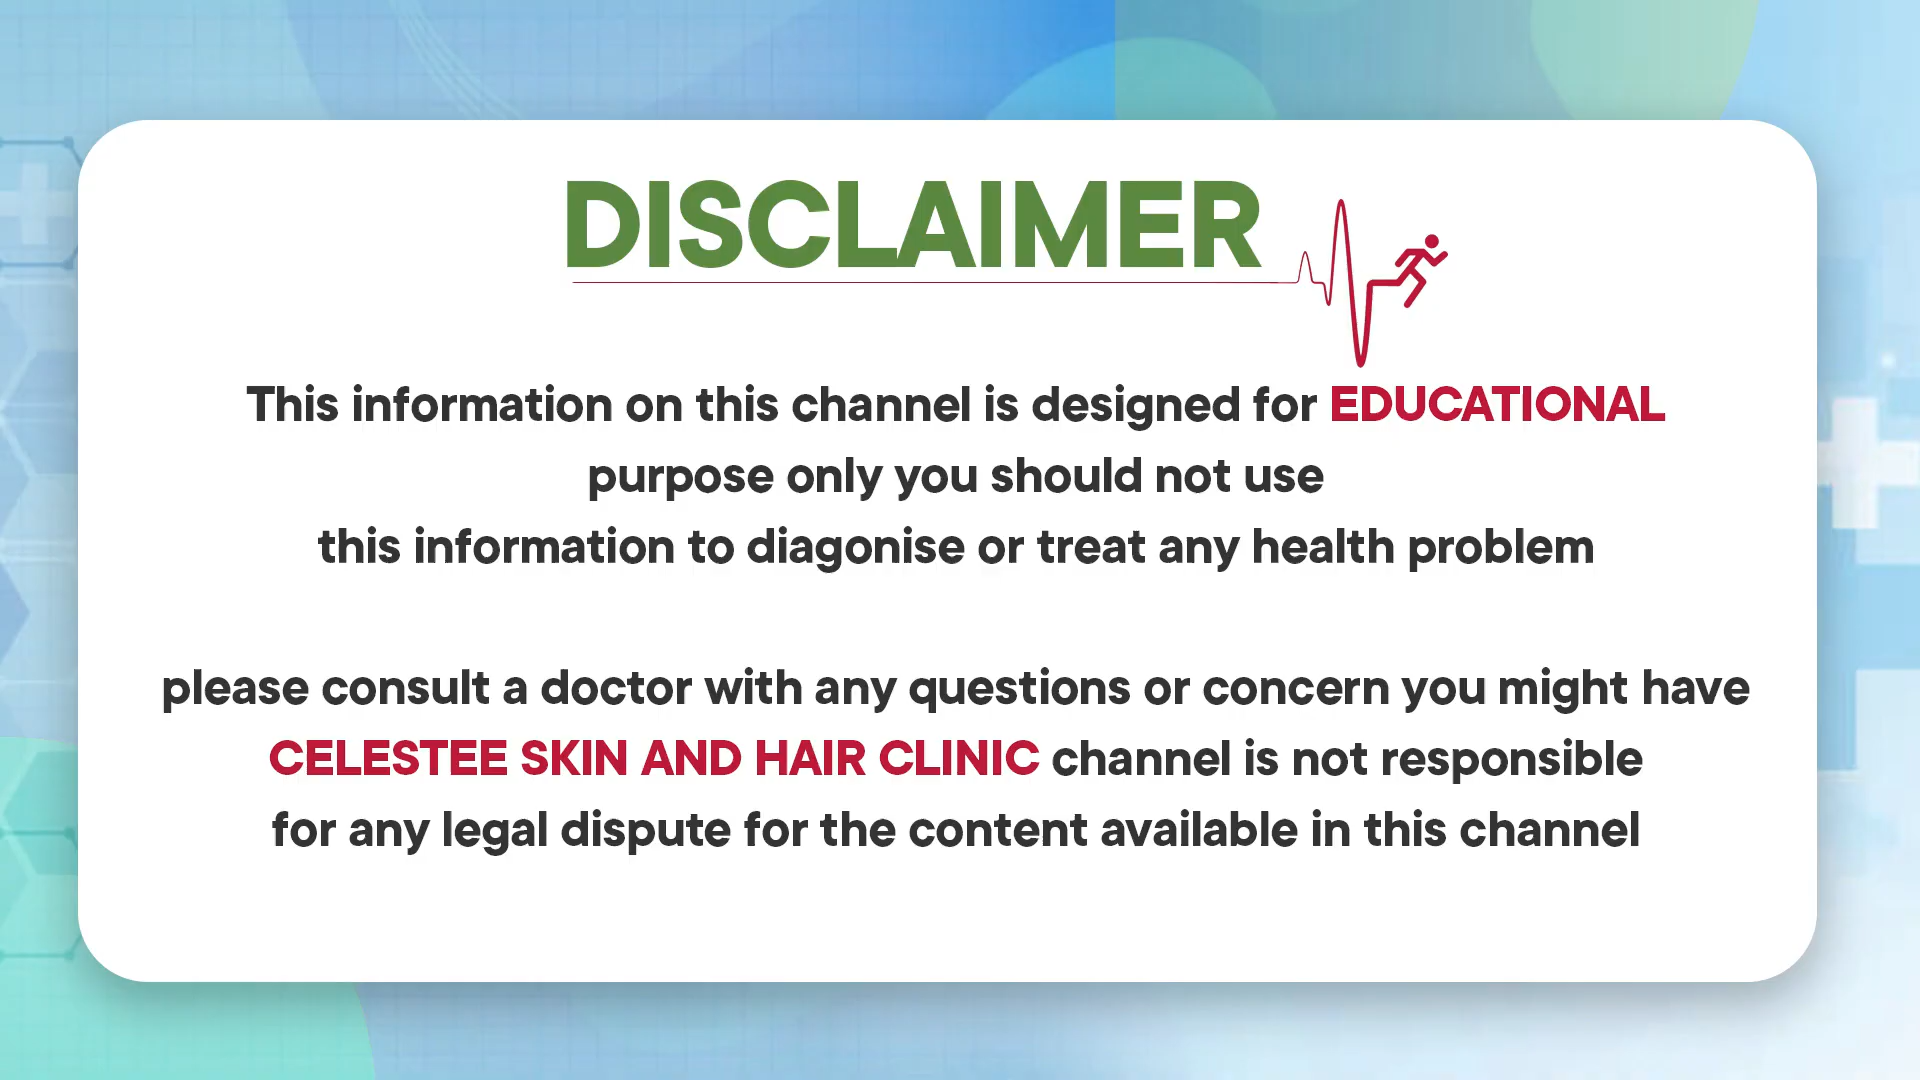 DISCLAIMER
This information on this channel is designed for EDUCATIONAL
purpose only you should not use
this information to diagonise or treat any health problem
please consult a doctor with any questions or concern you might have
CELESTEE SKIN AND HAIR CLINIC channel is not responsible
for any legal dispute for the content available in this channel